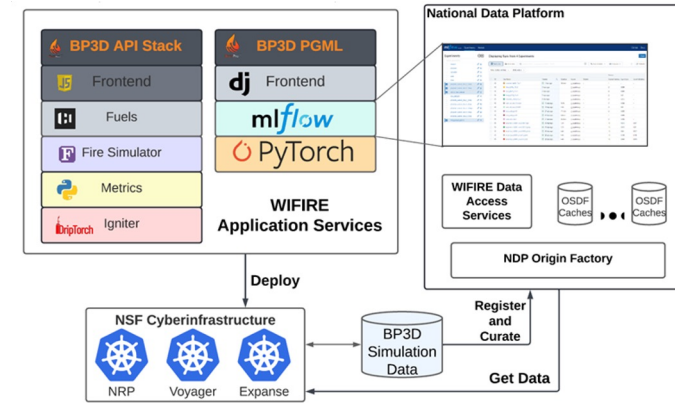 BP3D API Stack
JS
Frontend
Fuels
F
Fire Simulator
Metrics
DripTorch
Igniter
BP3D PGML
dj
Frontend
mlflow
PyTorch
WIFIRE
Application Services
National Data Platform
WIFIRE Data
Access
Services
OSDF
Caches
OSDF
Caches
NDP Origin Factory
Deploy
NSF Cyberinfrastructure
NRP
Voyager
Expanse
BP3D
Simulation
Data
Register
and
Curate
Get Data